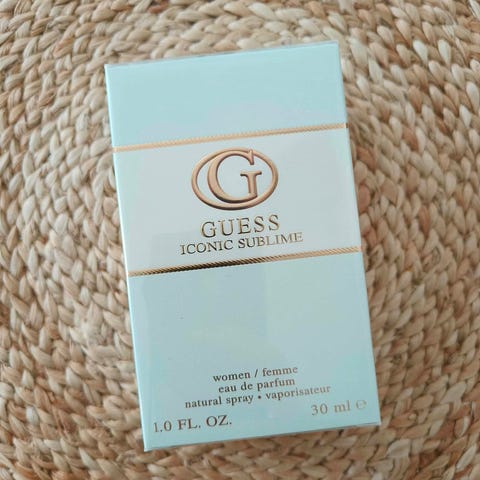 G
GUESS
ICONIC SUBLIME
women / femme
eau de parfum
natural spray • vaporisateur
1.0 FL. OZ. 30 ml ℮